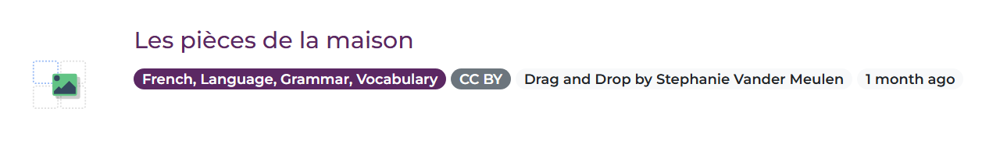 Les pièces de la maison
French, Language, Grammar, Vocabulary CC BY Drag and Drop by Stephanie Vander Meulen 1 month ago